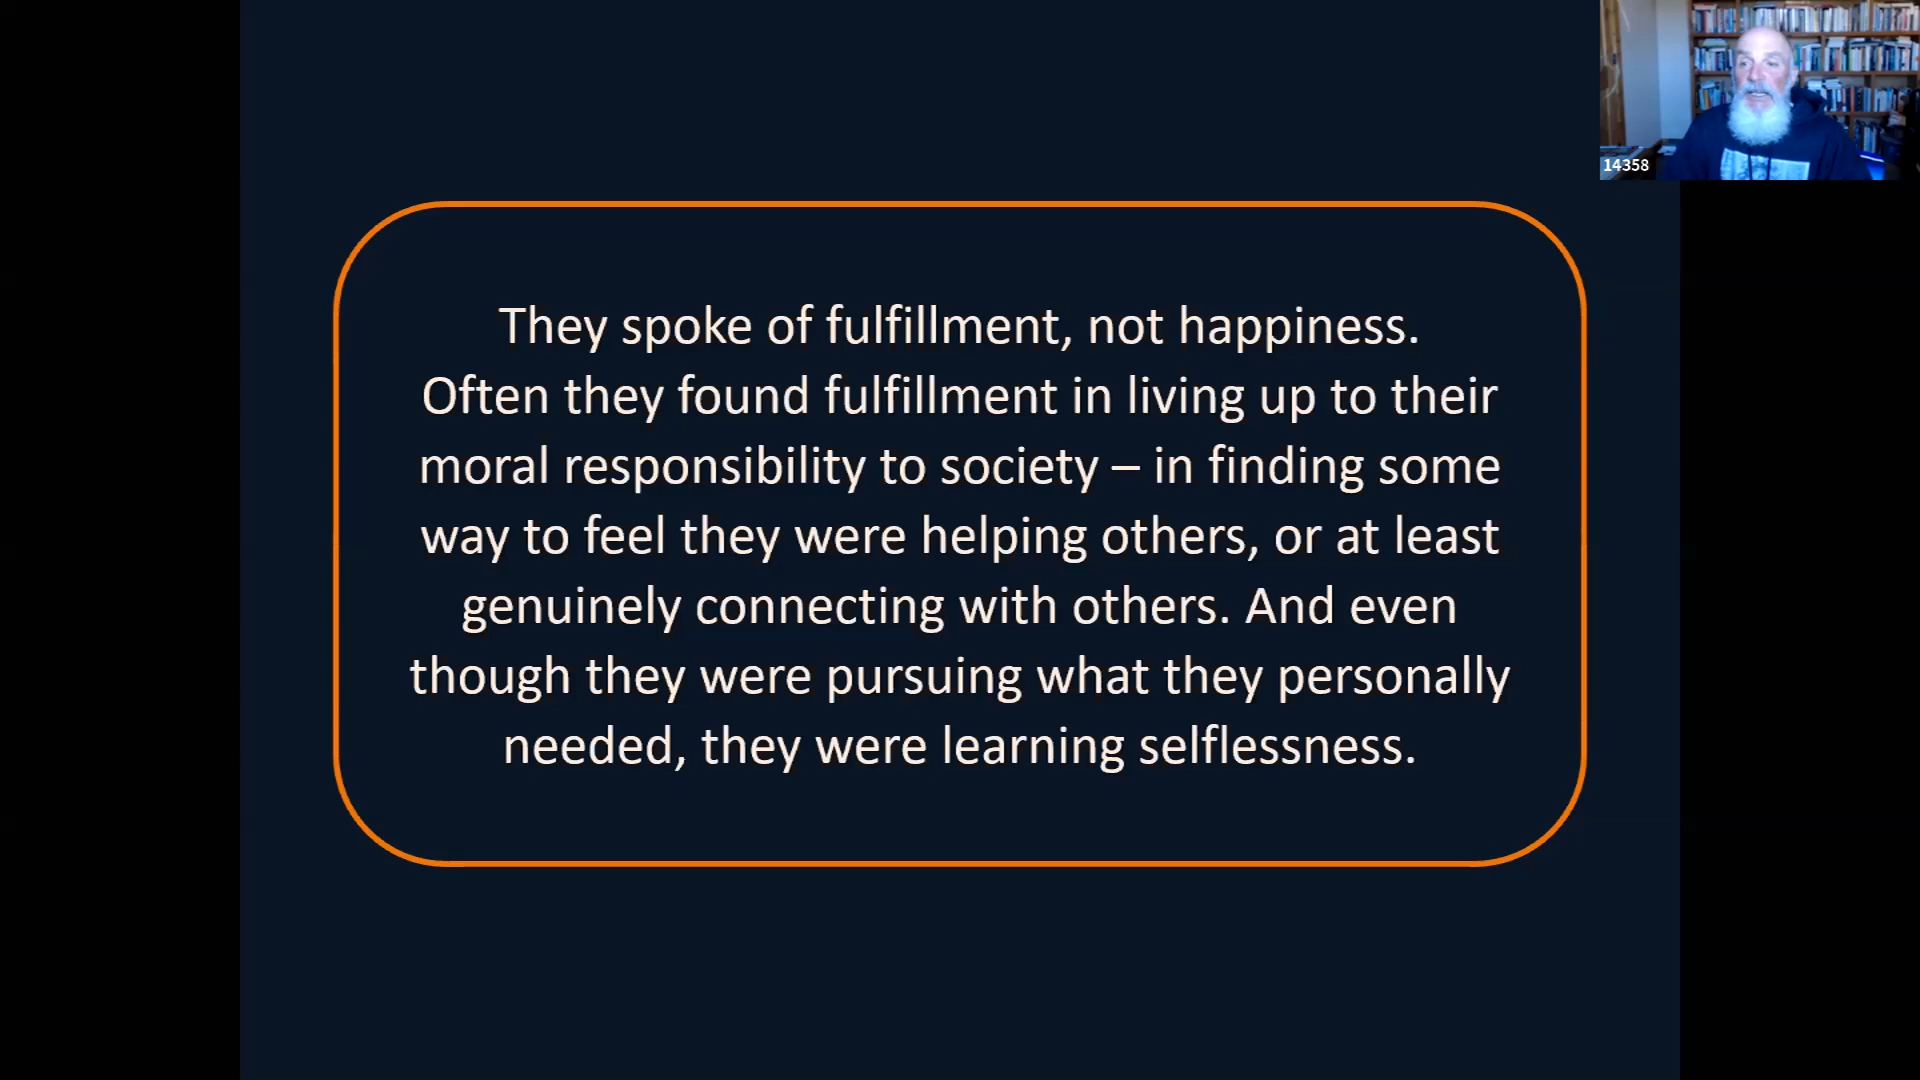 14358
They spoke of fulfillment, not happiness.
Often they found fulfillment in living up to their
moral responsibility to society – in finding some
way to feel they were helping others, or at least
genuinely connecting with others. And even
though they were pursuing what they personally
needed, they were learning selflessness.